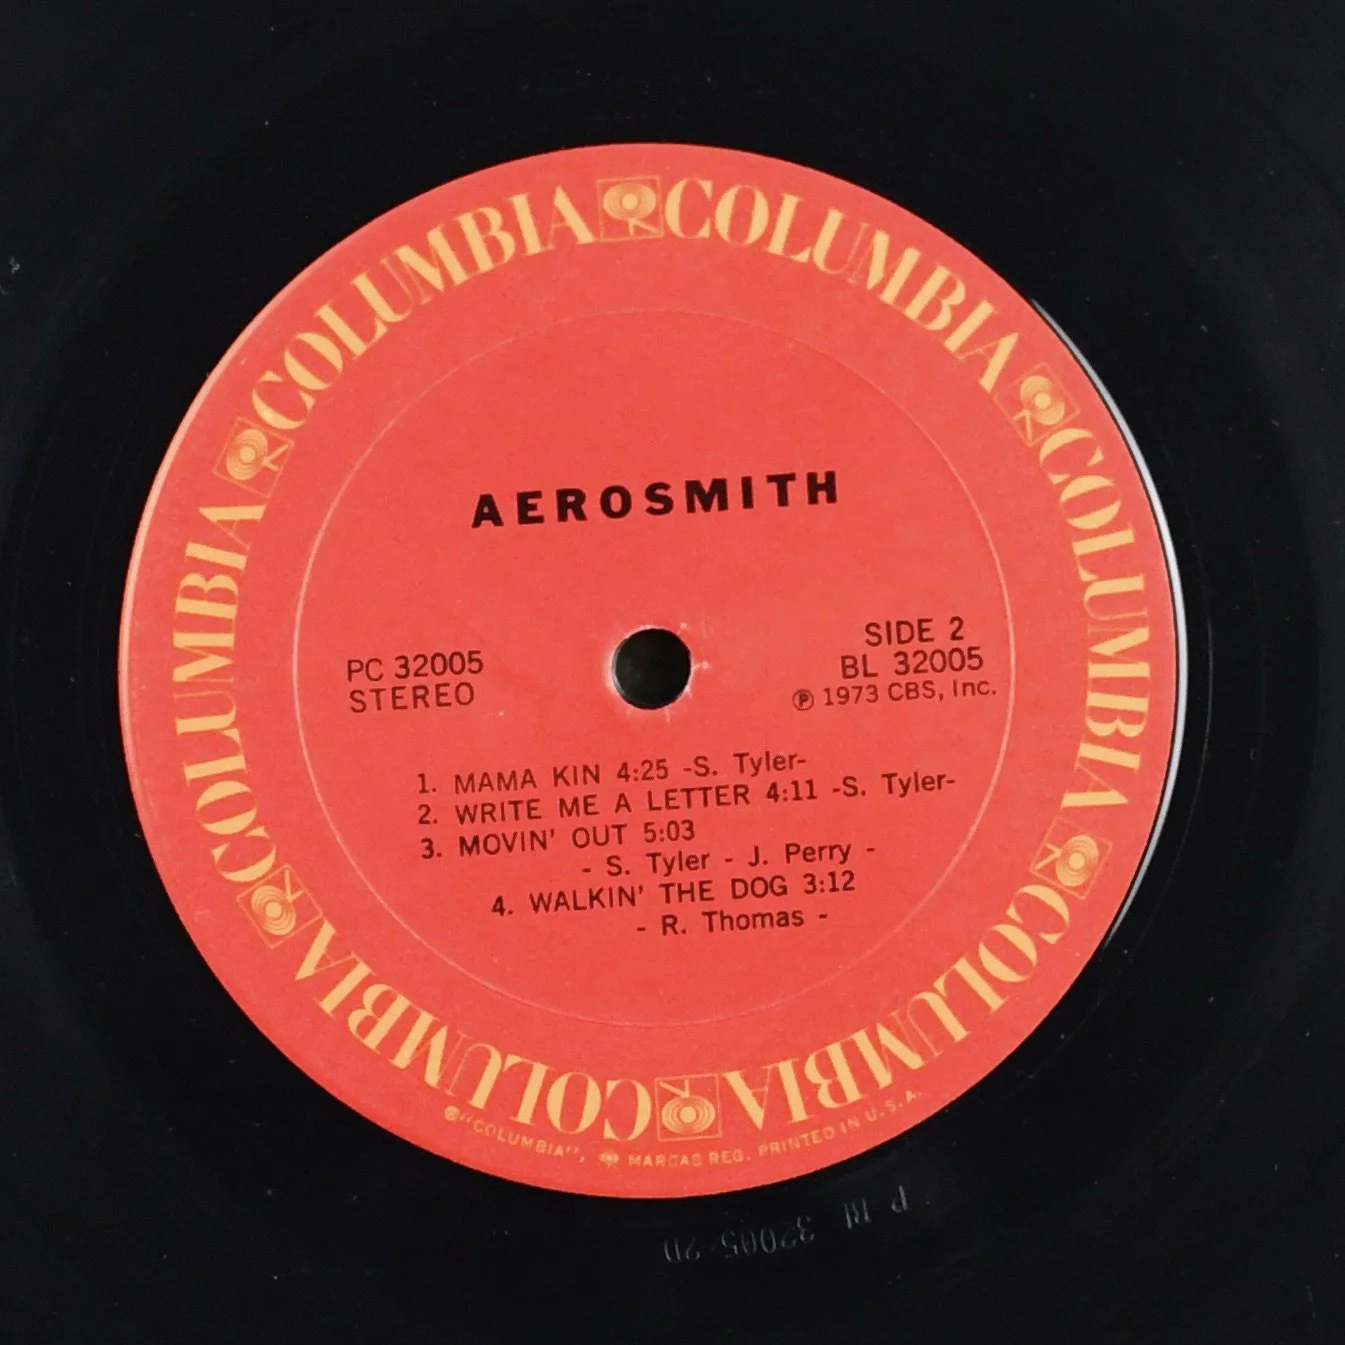 COLUMBIA COLUMBIA COLUMBIA COLUMBIA COLUMBIA COLUMBIA
AEROSMITH
PC 32005
STEREO
SIDE 2
BL 32005
Ⓟ 1973 CBS, Inc.
1. MAMA KIN 4:25 -S. Tyler-
2. WRITE ME A LETTER 4:11 -S. Tyler-
3. MOVIN' OUT 5:03
- S. Tyler - J. Perry -
4. WALKIN' THE DOG 3:12
- R. Thomas -
® "COLUMBIA", MARCAS REG. PRINTED IN U.S.A.
P BL 32005-2D